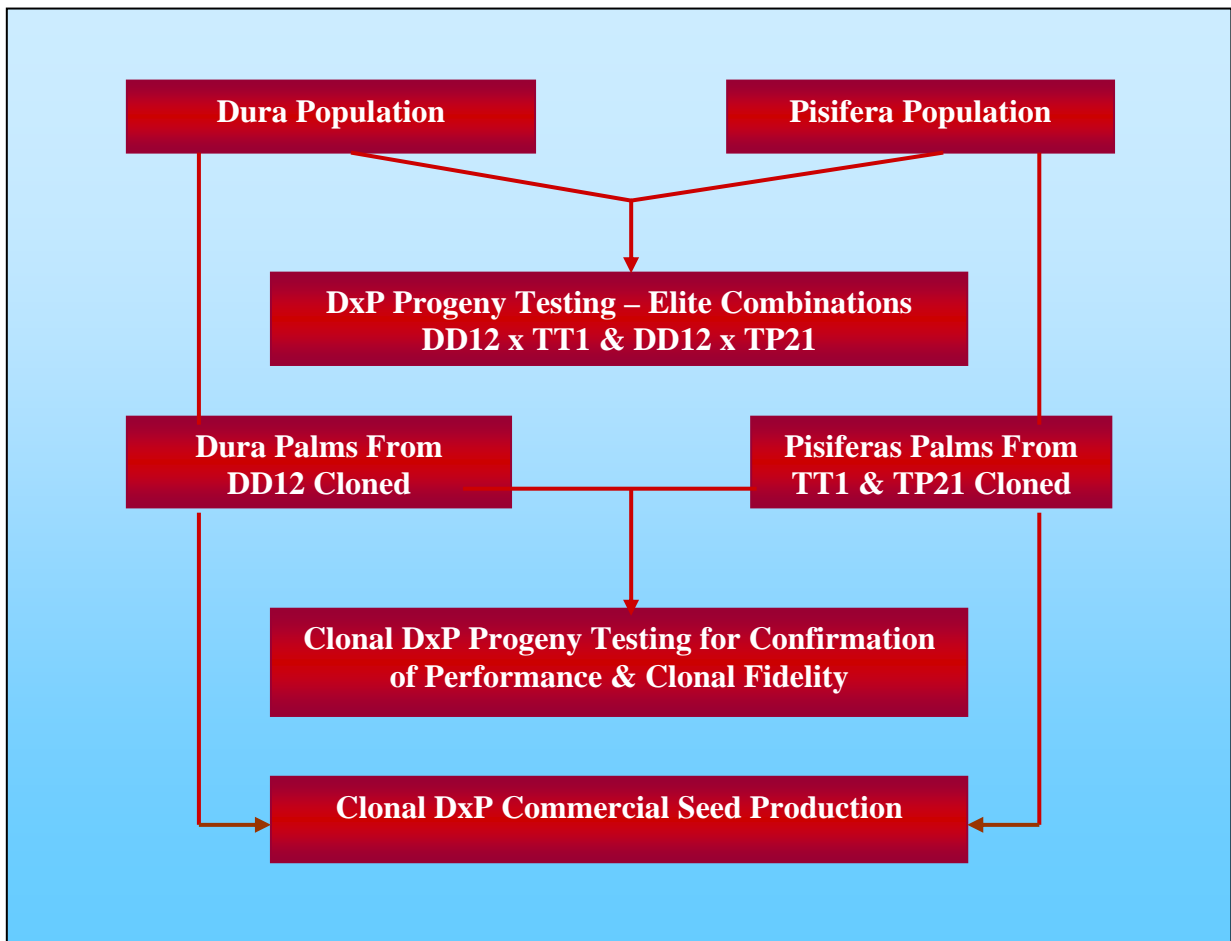 Dura Population
Pisifera Population
DxP Progeny Testing – Elite Combinations
DD12 x TT1 & DD12 x TP21
Dura Palms From
DD12 Cloned
Pisiferas Palms From
TT1 & TP21 Cloned
Clonal DxP Progeny Testing for Confirmation
of Performance & Clonal Fidelity
Clonal DxP Commercial Seed Production